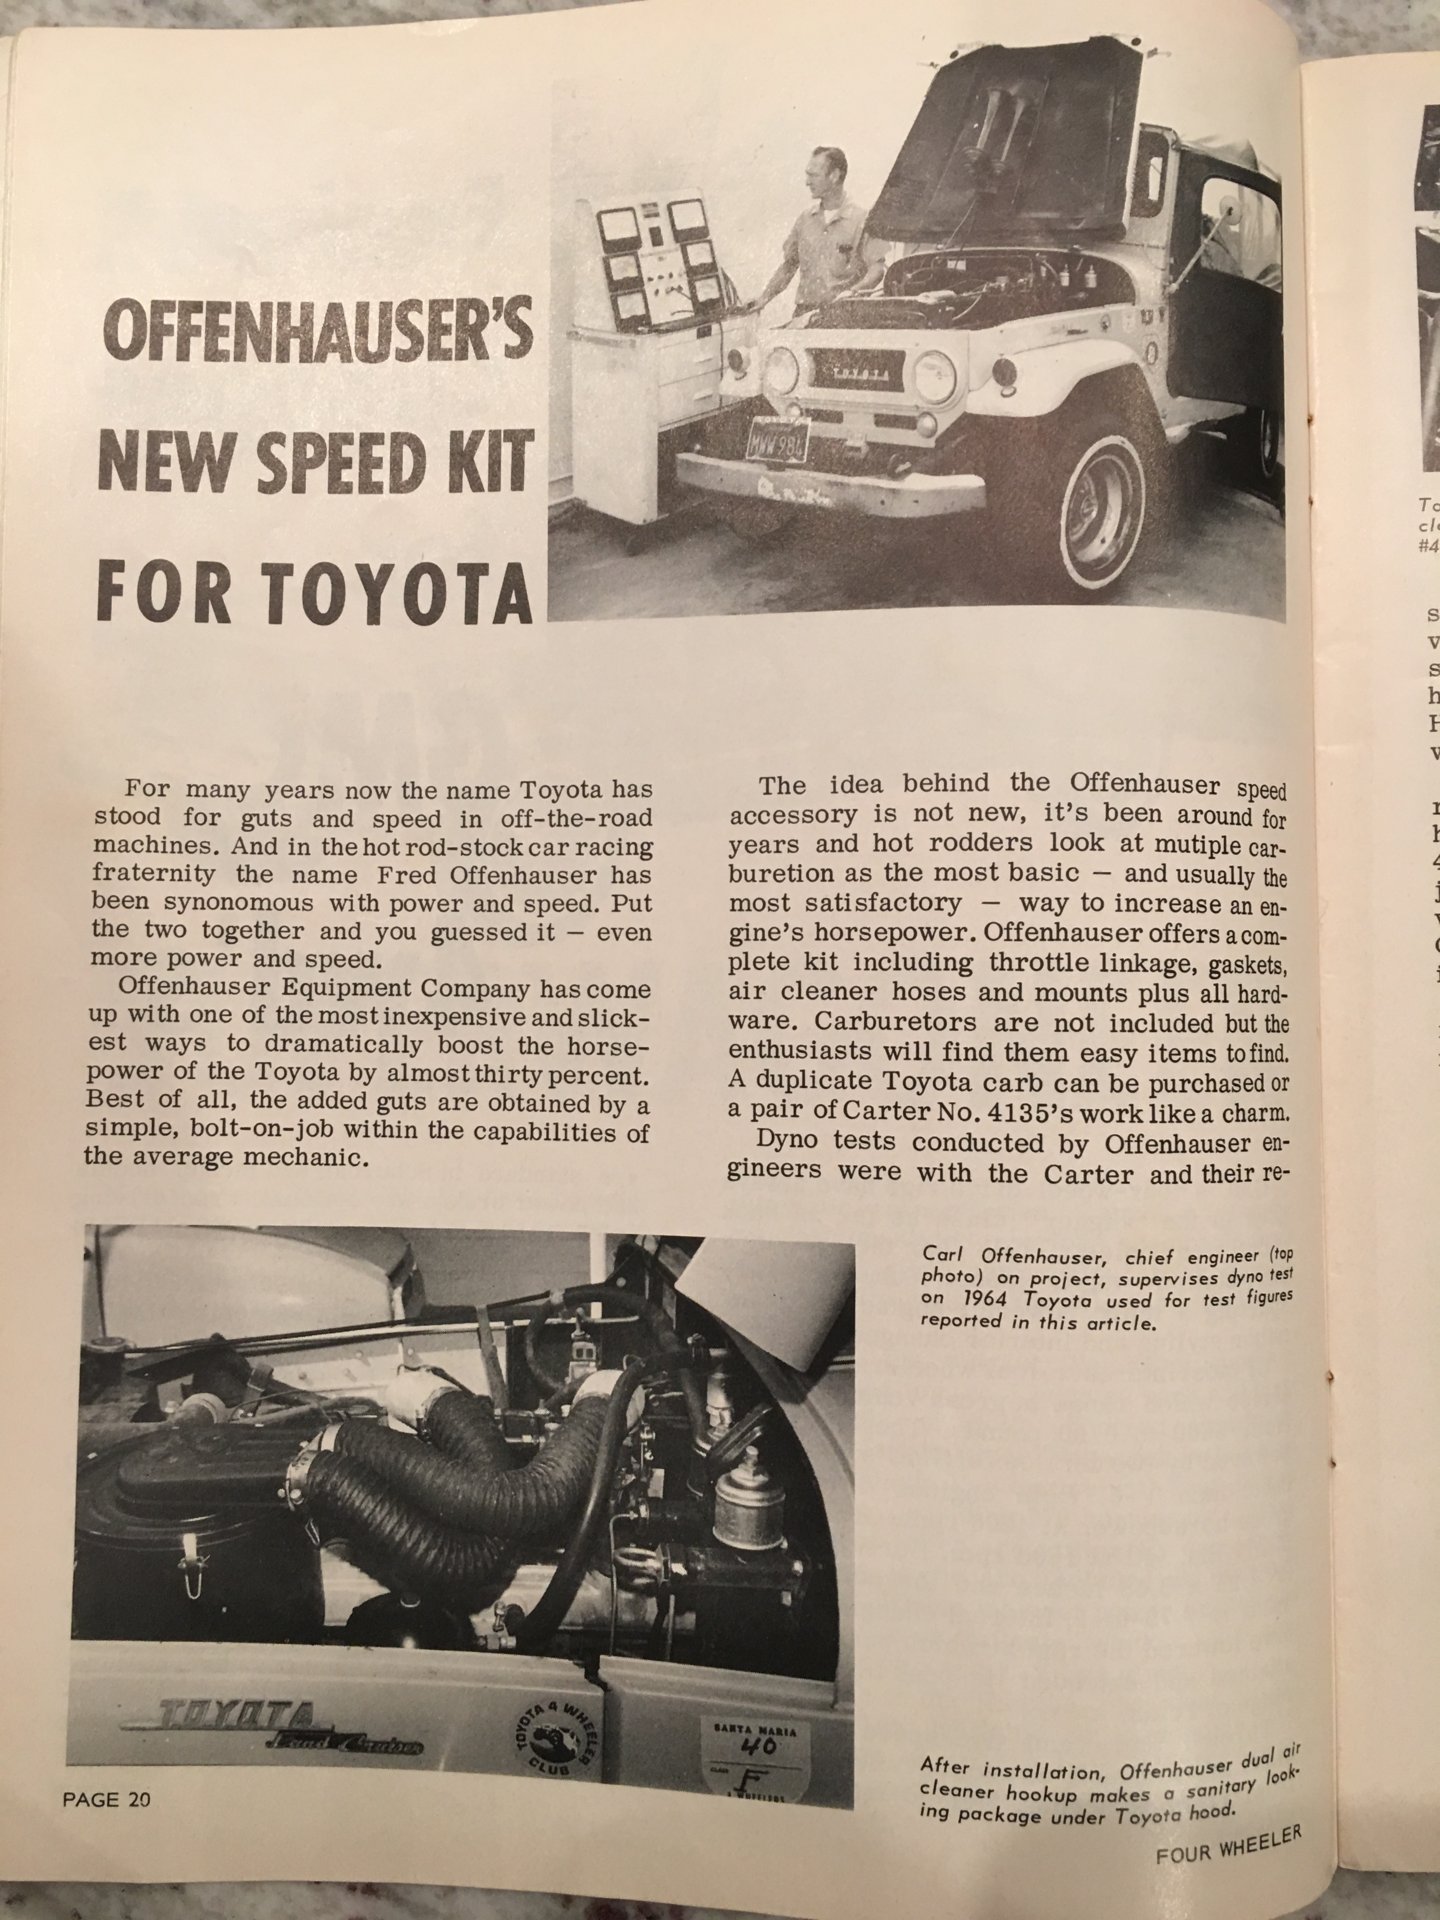 OFFENHAUSER'S
NEW SPEED KIT
FOR TOYOTA
TOYOTA
TOYOTA
MWW 984
For many years now the name Toyota has
stood for guts and speed in off-the-road
machines. And in the hot rod-stock car racing
fraternity the name Fred Offenhauser has
been synonomous with power and speed. Put
the two together and you guessed it — even
more power and speed.
Offenhauser Equipment Company has come
up with one of the most inexpensive and slick-
est ways to dramatically boost the horse-
power of the Toyota by almost thirty percent.
Best of all, the added guts are obtained by a
simple, bolt-on-job within the capabilities of
the average mechanic.
The idea behind the Offenhauser speed
accessory is not new, it's been around for
years and hot rodders look at mutiple car-
buretion as the most basic — and usually the
most satisfactory — way to increase an en-
gine's horsepower. Offenhauser offers a com-
plete kit including throttle linkage, gaskets,
air cleaner hoses and mounts plus all hard-
ware. Carburetors are not included but the
enthusiasts will find them easy items to find.
A duplicate Toyota carb can be purchased or
a pair of Carter No. 4135's work like a charm.
Dyno tests conducted by Offenhauser en-
gineers were with the Carter and their re-
Carl Offenhauser, chief engineer (top
photo) on project, supervises dyno test
on 1964 Toyota used for test figures
reported in this article.
TOYOTA
Land Cruiser
TOYOTA 4 WHEELER
CLUB
SANTA MARIA
40
CLASS F
4 WHEELERS
After installation, Offenhauser dual air
cleaner hookup makes a sanitary look-
ing package under Toyota hood.
PAGE 20
FOUR WHEELER
#4